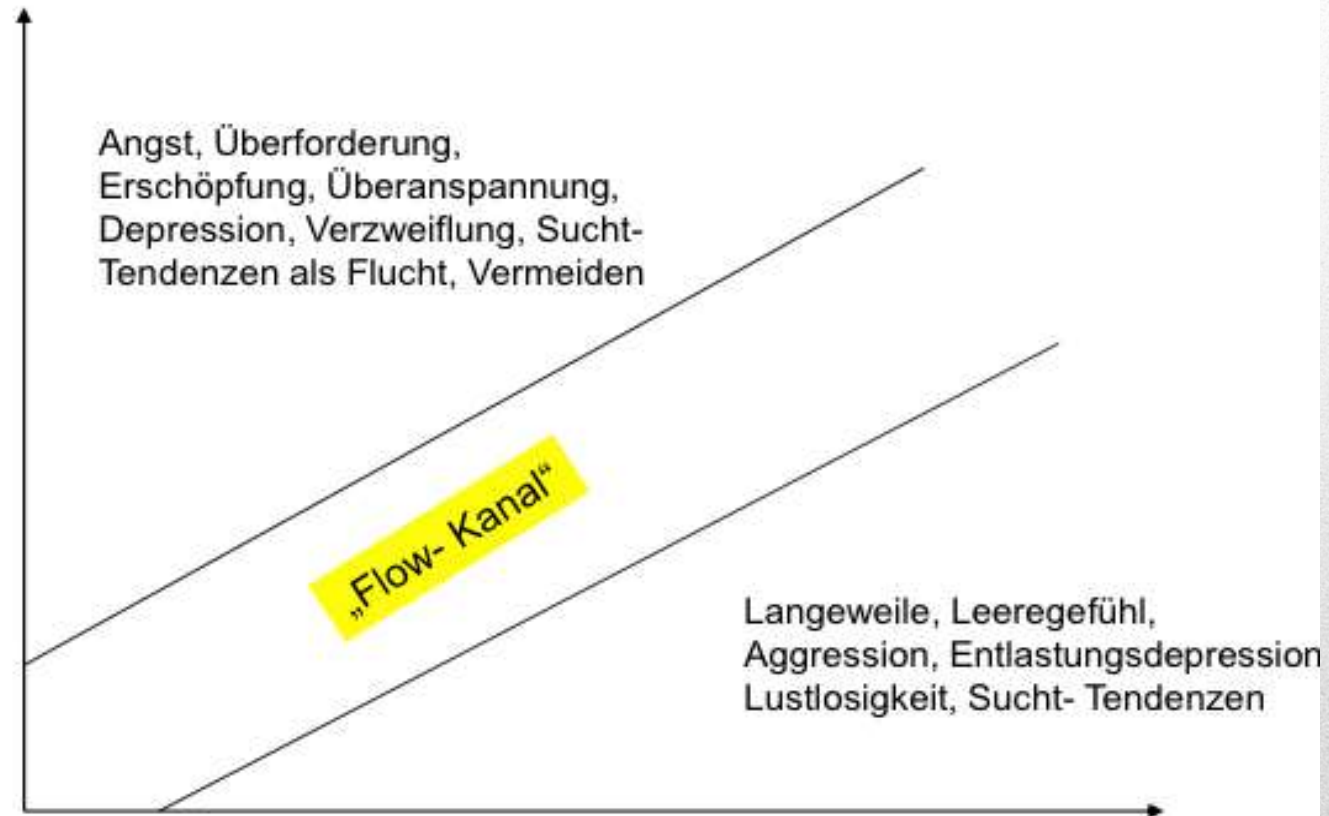 Angst, Überforderung,
Erschöpfung, Überanspannung,
Depression, Verzweiflung, Sucht-
Tendenzen als Flucht, Vermeiden
„Flow- Kanal“
Langeweile, Leeregefühl,
Aggression, Entlastungsdepression
Lustlosigkeit, Sucht- Tendenzen